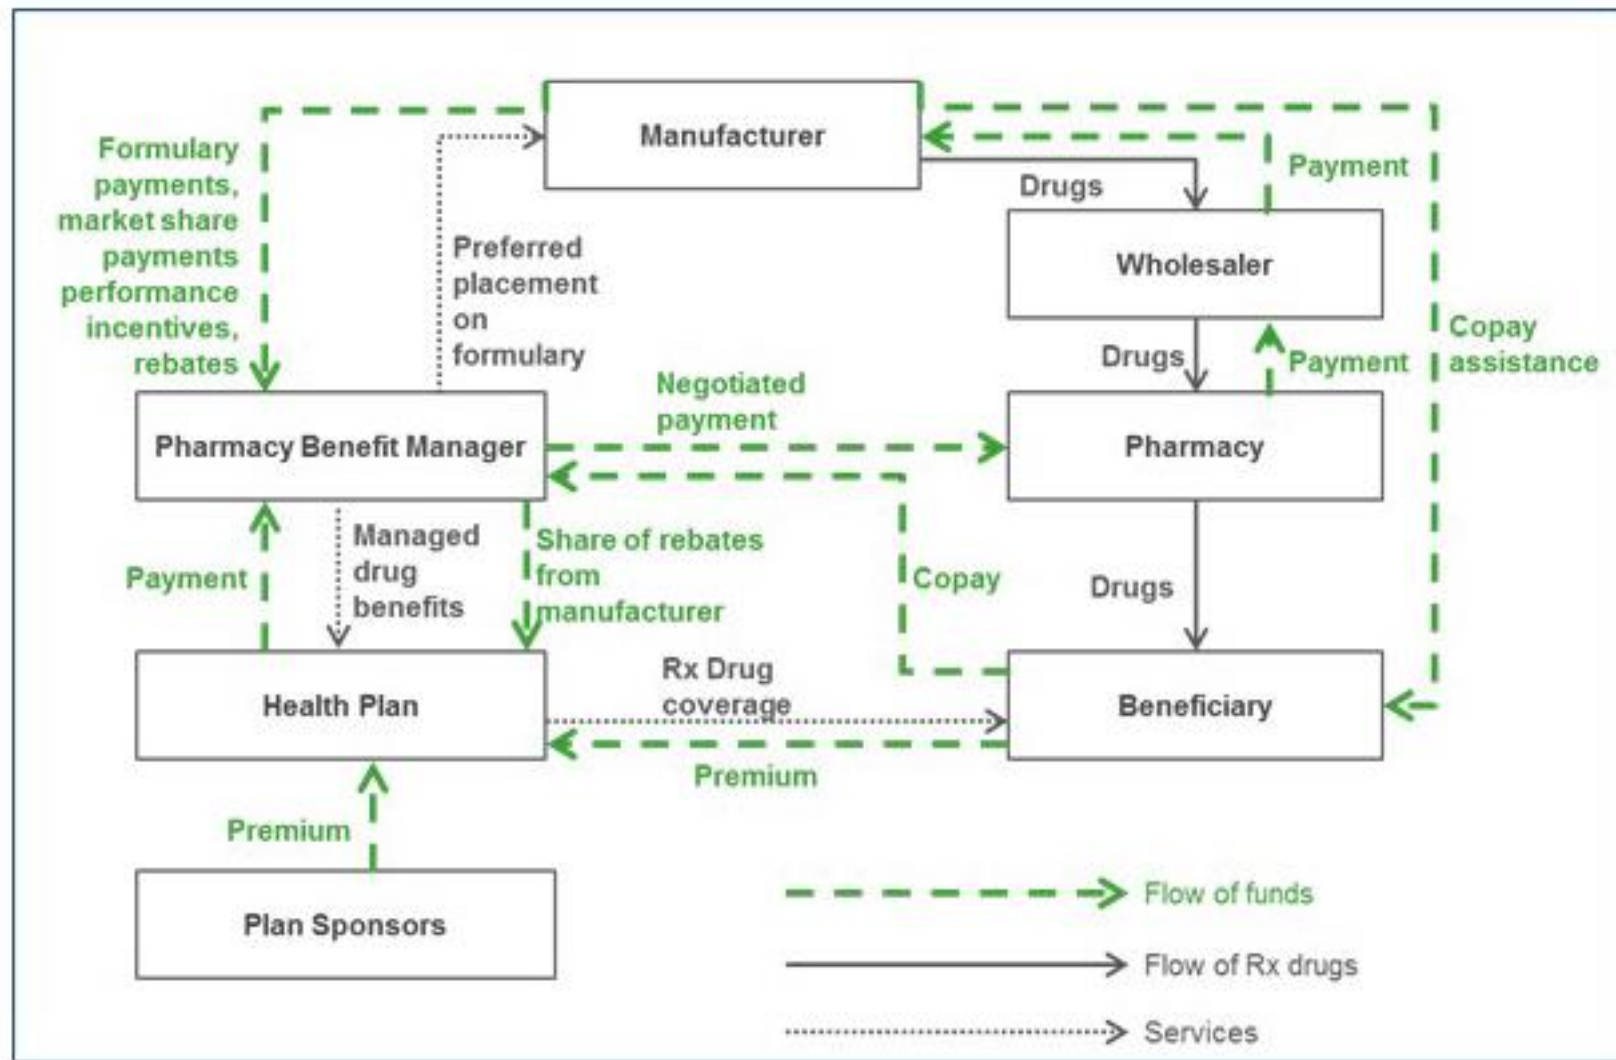 Manufacturer
Formulary
payments,
market share
payments
performance
incentives,
rebates
Preferred
placement
on
formulary
Drugs
Payment
Wholesaler
Copay
assistance
Drugs
Payment
Negotiated
payment
Pharmacy Benefit Manager
Pharmacy
Payment
Managed
drug
benefits
Share of rebates
from
manufacturer
Copay
Drugs
Health Plan
Rx Drug
coverage
Beneficiary
Premium
Premium
Plan Sponsors
Flow of funds
Flow of Rx drugs
Services